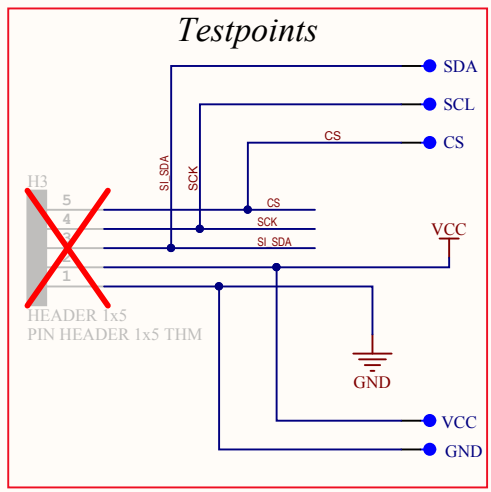 Testpoints
SDA
SCL
CS
CS
SI_SDA
SCK
H3
5
CS
4
SCK
3
SI_SDA
VCC
2
1
HEADER 1x5
PIN HEADER 1x5 THM
GND
VCC
GND